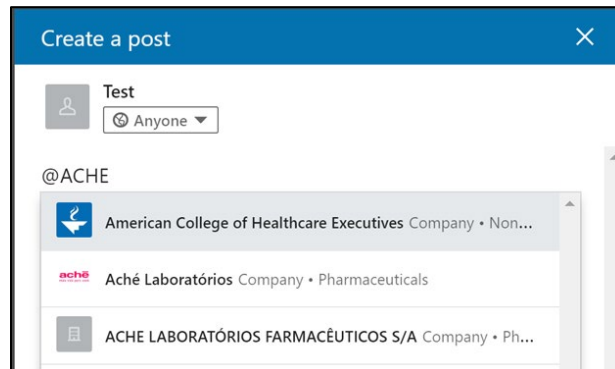 Create a post
Test
Anyone
@ACHE
American College of Healthcare Executives Company • Non...
achē
Aché Laboratórios Company • Pharmaceuticals
ACHE LABORATÓRIOS FARMACÊUTICOS S/A Company • Ph...